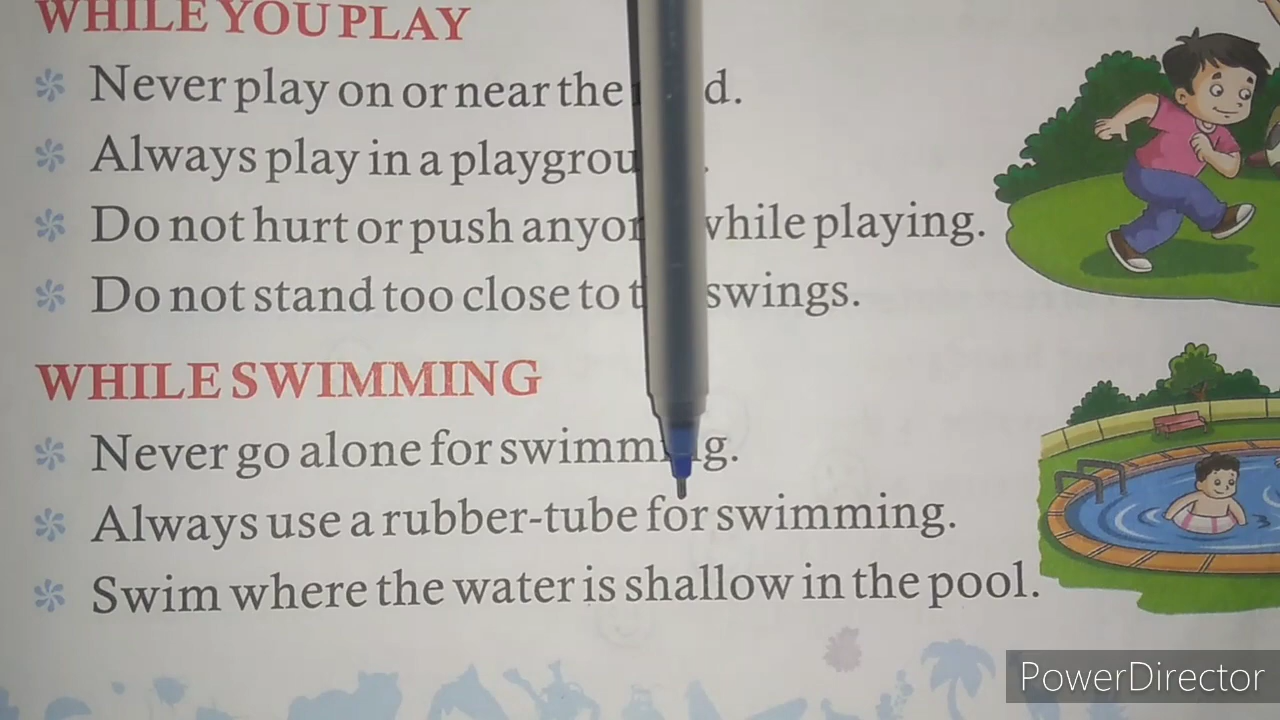 WHILE YOU PLAY
Never play on or near the d.
Always play in a playgrou .
Do not hurt or push anyon while playing.
Do not stand too close to t swings.
WHILE SWIMMING
Never go alone for swimming.
Always use a rubber-tube for swimming.
Swim where the water is shallow in the pool.
PowerDirector